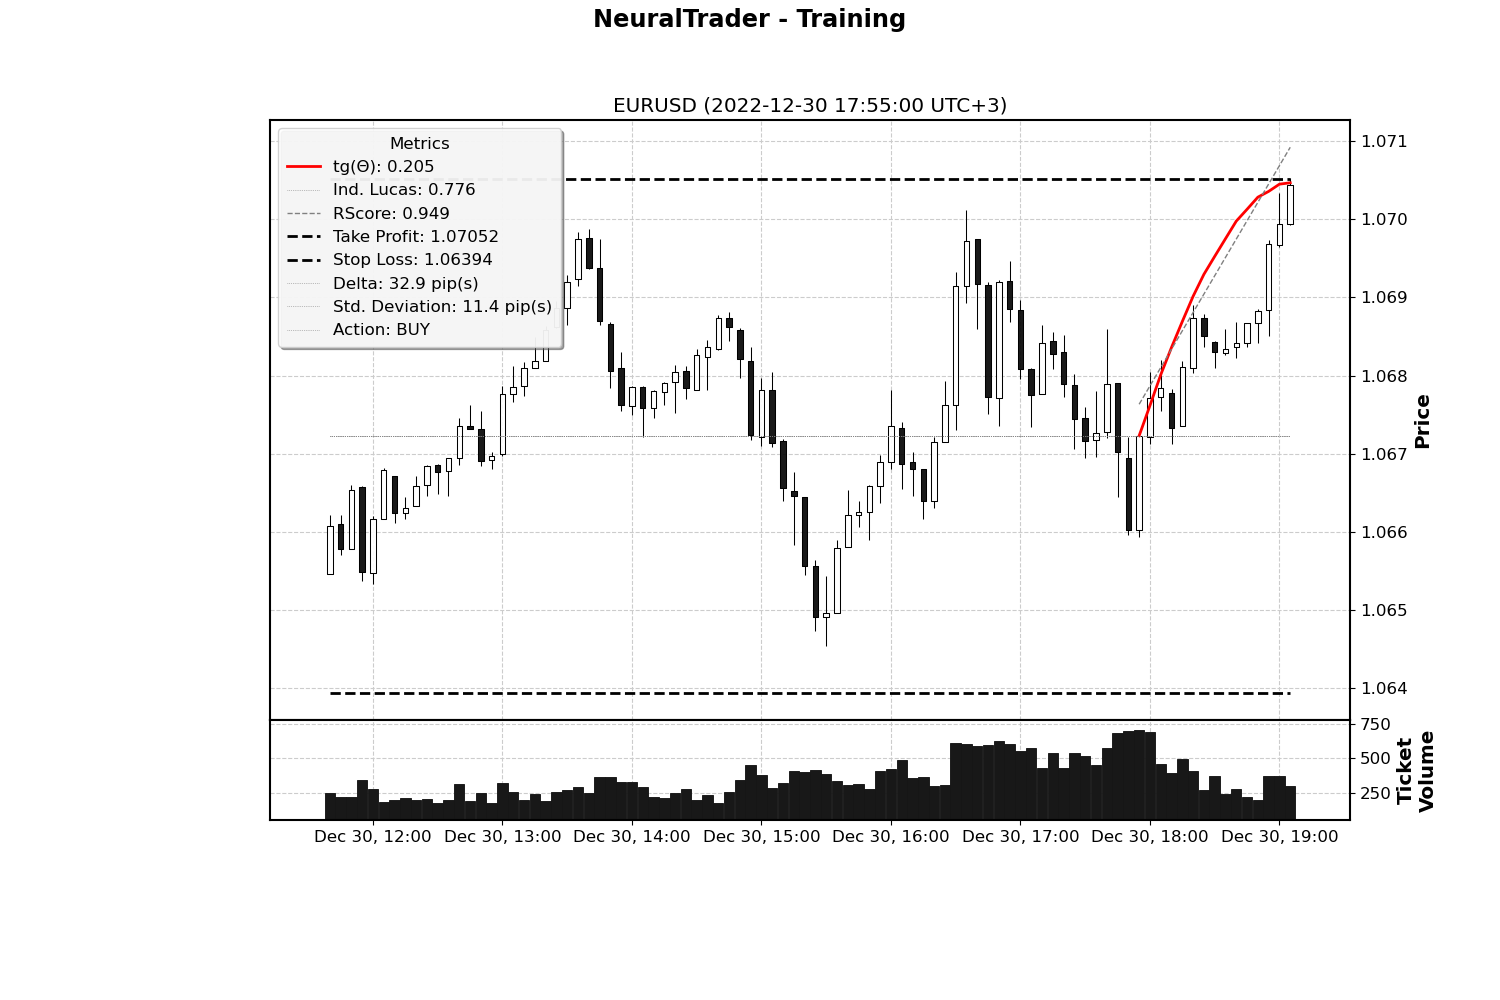 NeuralTrader - Training
EURUSD (2022-12-30 17:55:00 UTC+3)
Metrics
tg(Θ): 0.205
Ind. Lucas: 0.776
RScore: 0.949
Take Profit: 1.07052
Stop Loss: 1.06394
Delta: 32.9 pip(s)
Std. Deviation: 11.4 pip(s)
Action: BUY
1.071
1.070
1.069
1.068
1.067
1.066
1.065
1.064
Price
750
500
250
Ticket
Volume
Dec 30, 12:00
Dec 30, 13:00
Dec 30, 14:00
Dec 30, 15:00
Dec 30, 16:00
Dec 30, 17:00
Dec 30, 18:00
Dec 30, 19:00